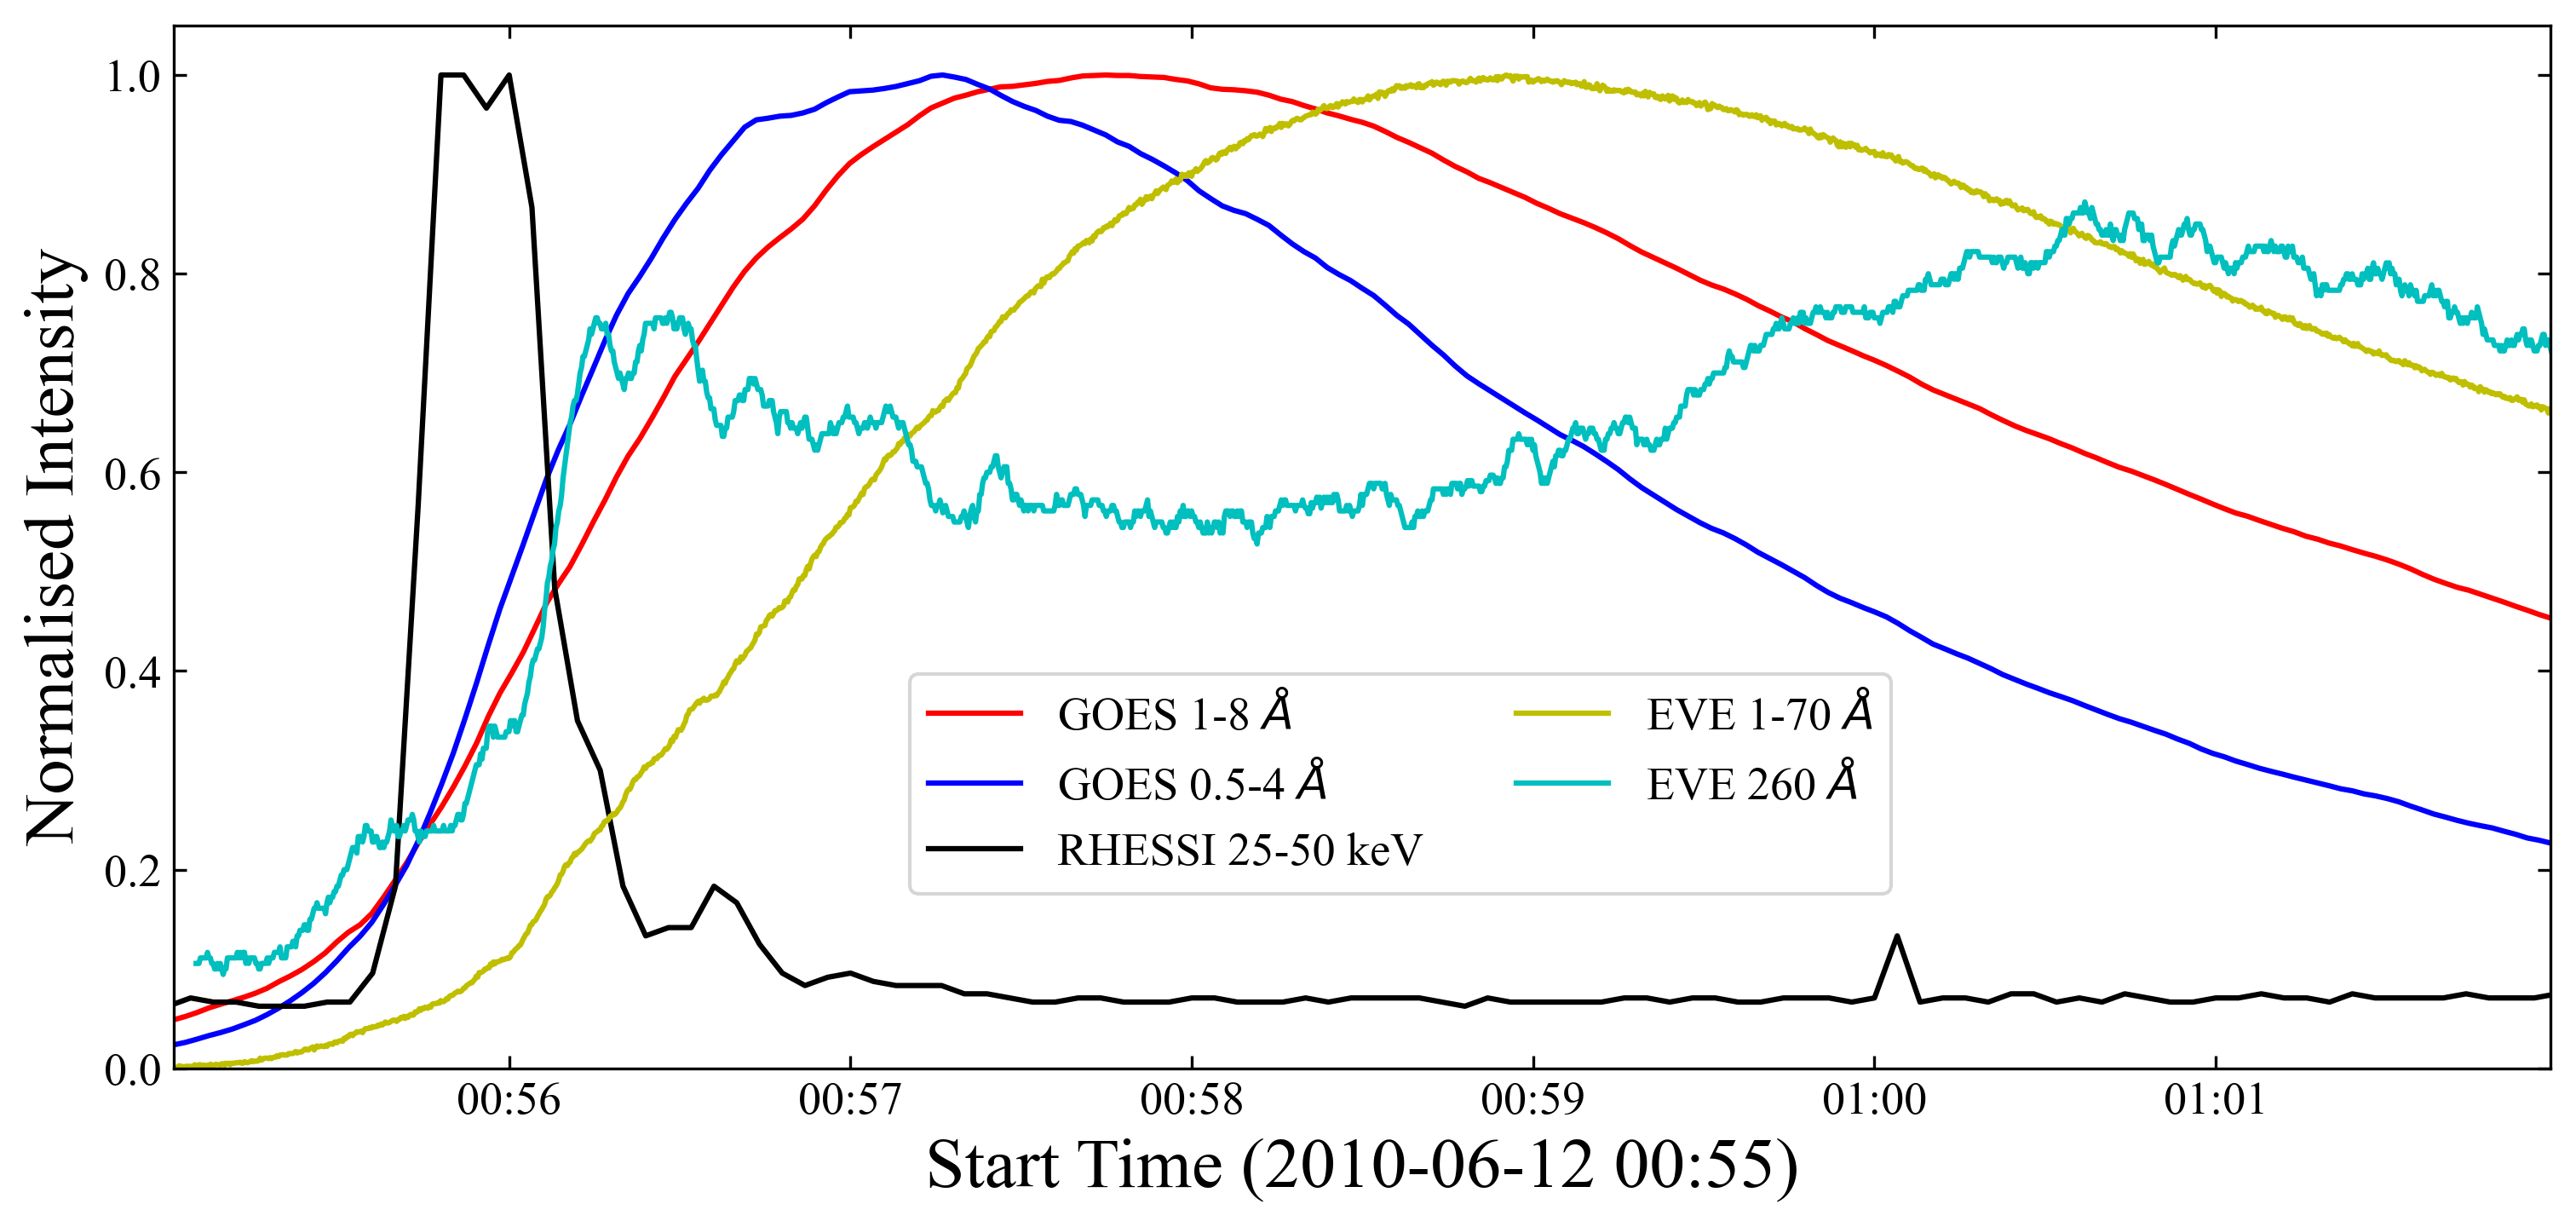 Normalised Intensity
1.0
0.8
0.6
0.4
0.2
0.0
GOES 1-8 Å
GOES 0.5-4 Å
RHESSI 25-50 keV
EVE 1-70 Å
EVE 260 Å
00:56 00:57 00:58 00:59 01:00 01:01
Start Time (2010-06-12 00:55)